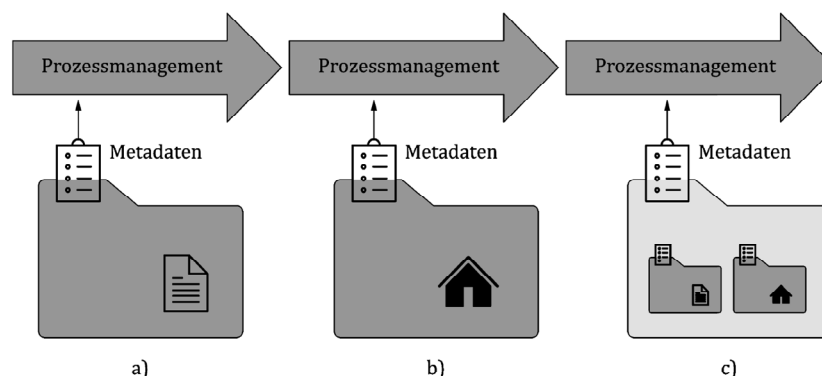 Prozessmanagement
Prozessmanagement
Prozessmanagement
Metadaten
Metadaten
Metadaten
a)
b)
c)